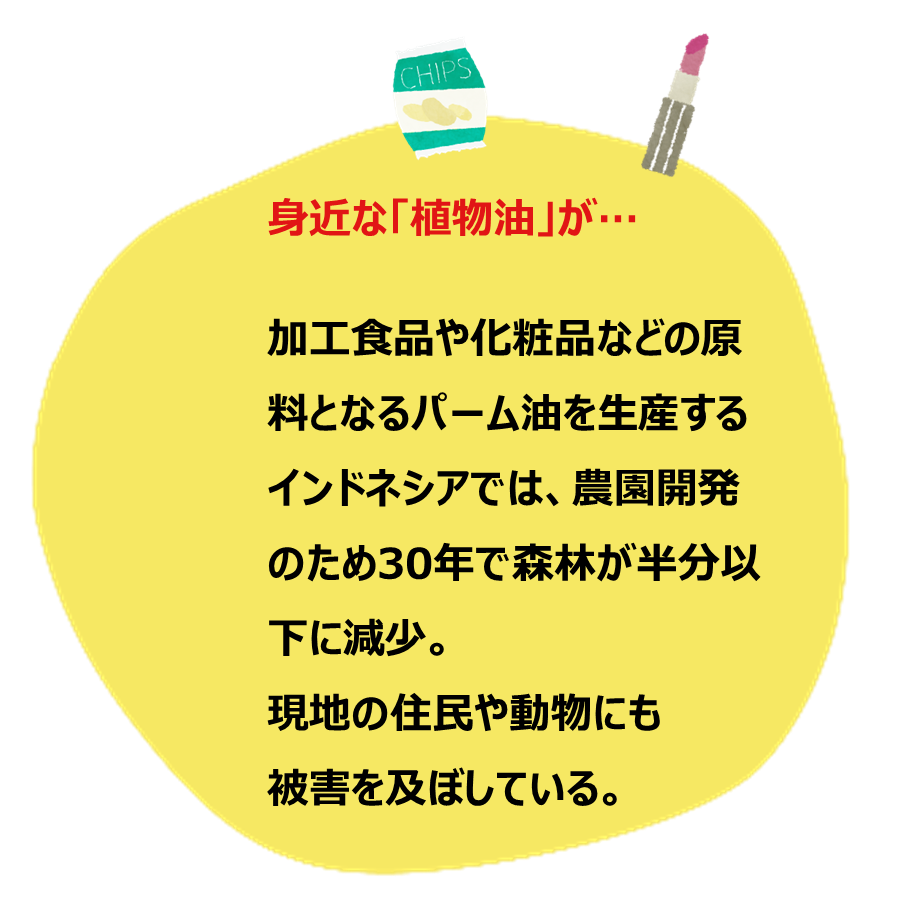 CHIPS
身近な「植物油」が…
加工食品や化粧品などの原
料となるパーム油を生産する
インドネシアでは、農園開発
のため30年で森林が半分以
下に減少。
現地の住民や動物にも
被害を及ぼしている。